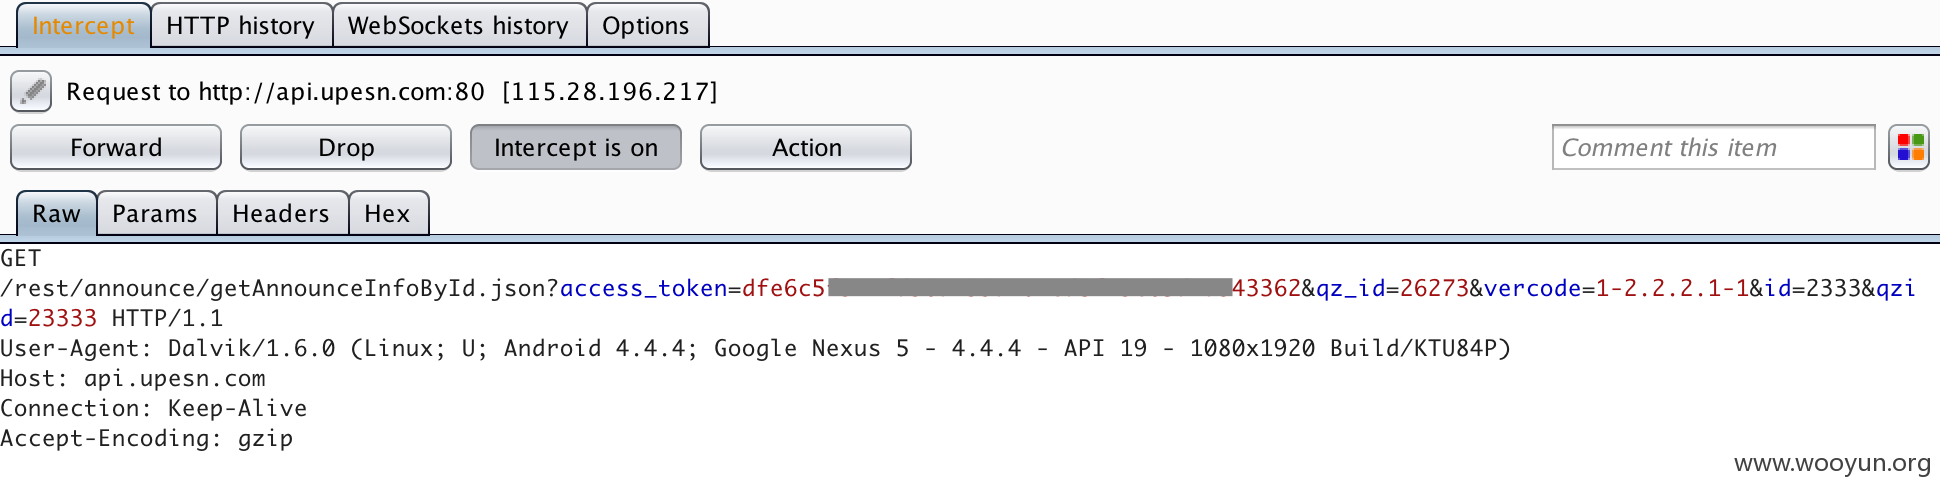 Intercept HTTP history WebSockets history Options
Request to http://api.upesn.com:80 [115.28.196.217]
Forward Drop Intercept is on Action Comment this item
Raw Params Headers Hex
GET
/rest/announce/getAnnounceInfoById.json?access_token=dfe6c5 43362&qz_id=26273&vercode=1-2.2.2.1-1&id=2333&qzi
d=23333 HTTP/1.1
User-Agent: Dalvik/1.6.0 (Linux; U; Android 4.4.4; Google Nexus 5 - 4.4.4 - API 19 - 1080x1920 Build/KTU84P)
Host: api.upesn.com
Connection: Keep-Alive
Accept-Encoding: gzip
www.wooyun.org